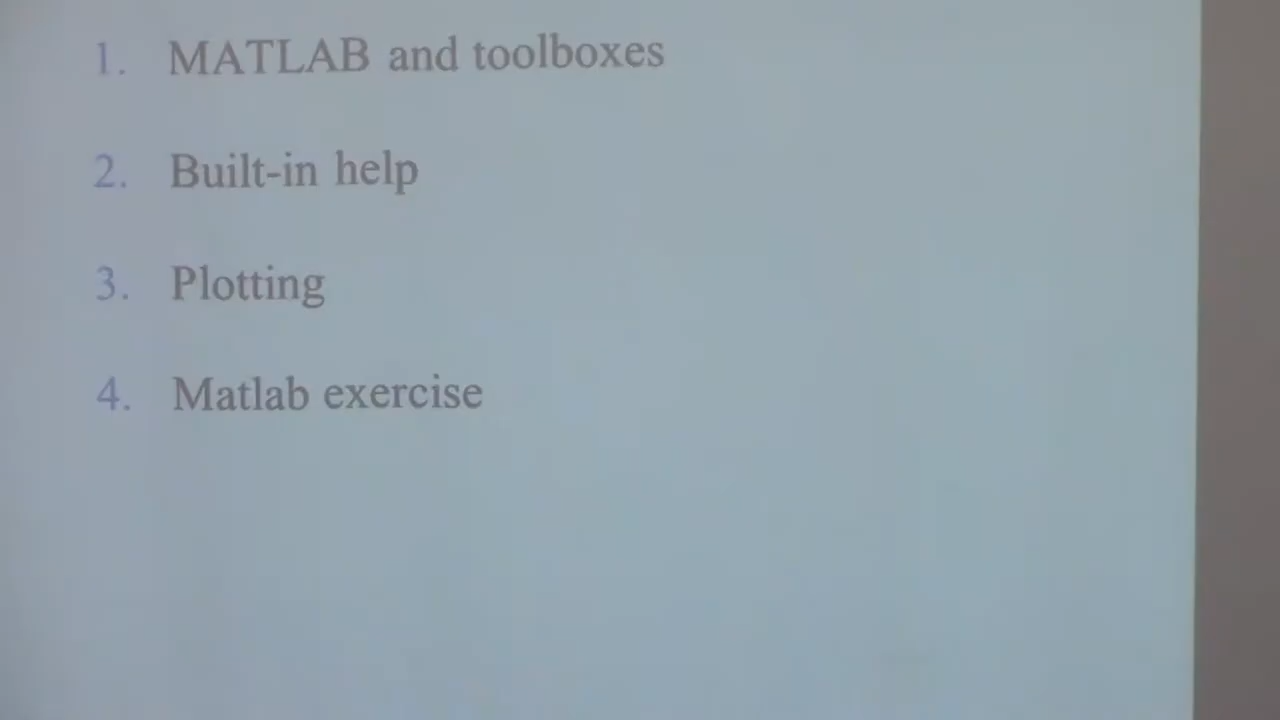 1. MATLAB and toolboxes
2. Built-in help
3. Plotting
4. Matlab exercise